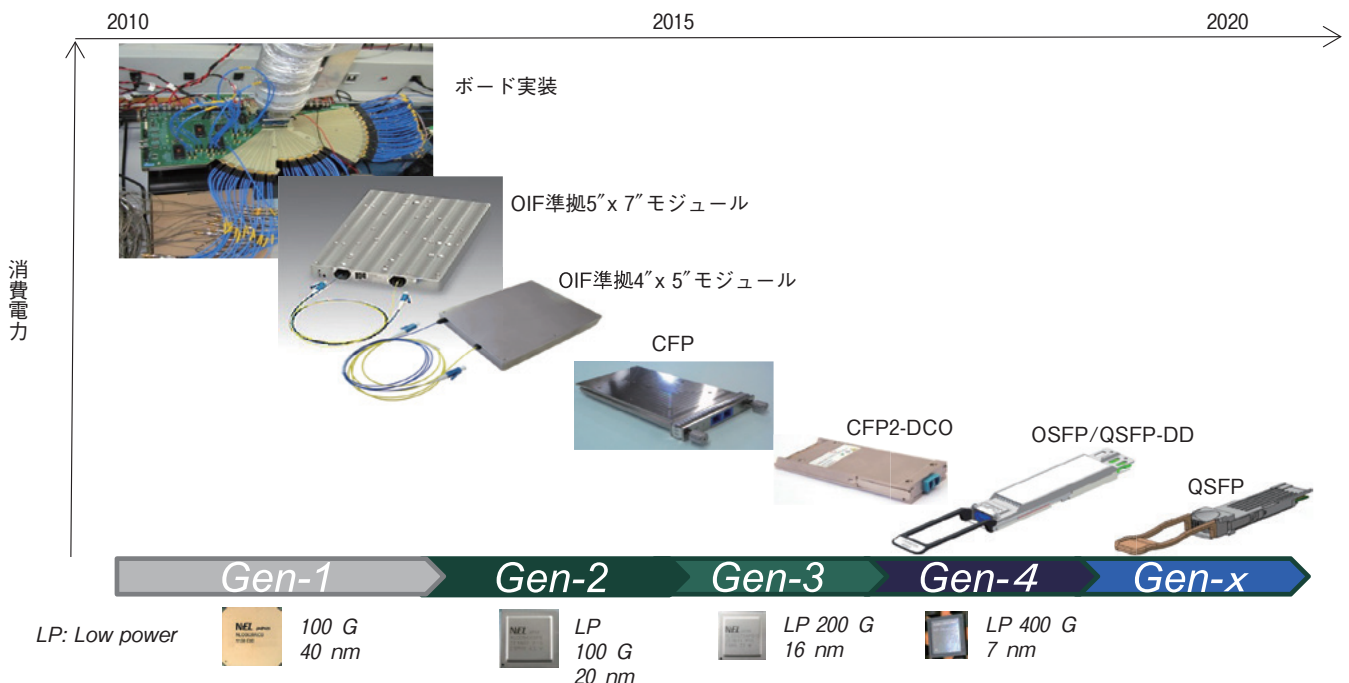 2010
2015
2020
消費電力
ボード実装
OIF準拠5″x 7″モジュール
OIF準拠4″x 5″モジュール
CFP
CFP2-DCO
OSFP/QSFP-DD
QSFP
Gen-1
Gen-2
Gen-3
Gen-4
Gen-x
LP: Low power
NEL
100 G
40 nm
NEL
LP
100 G
20 nm
NEL
LP 200 G
16 nm
LP 400 G
7 nm